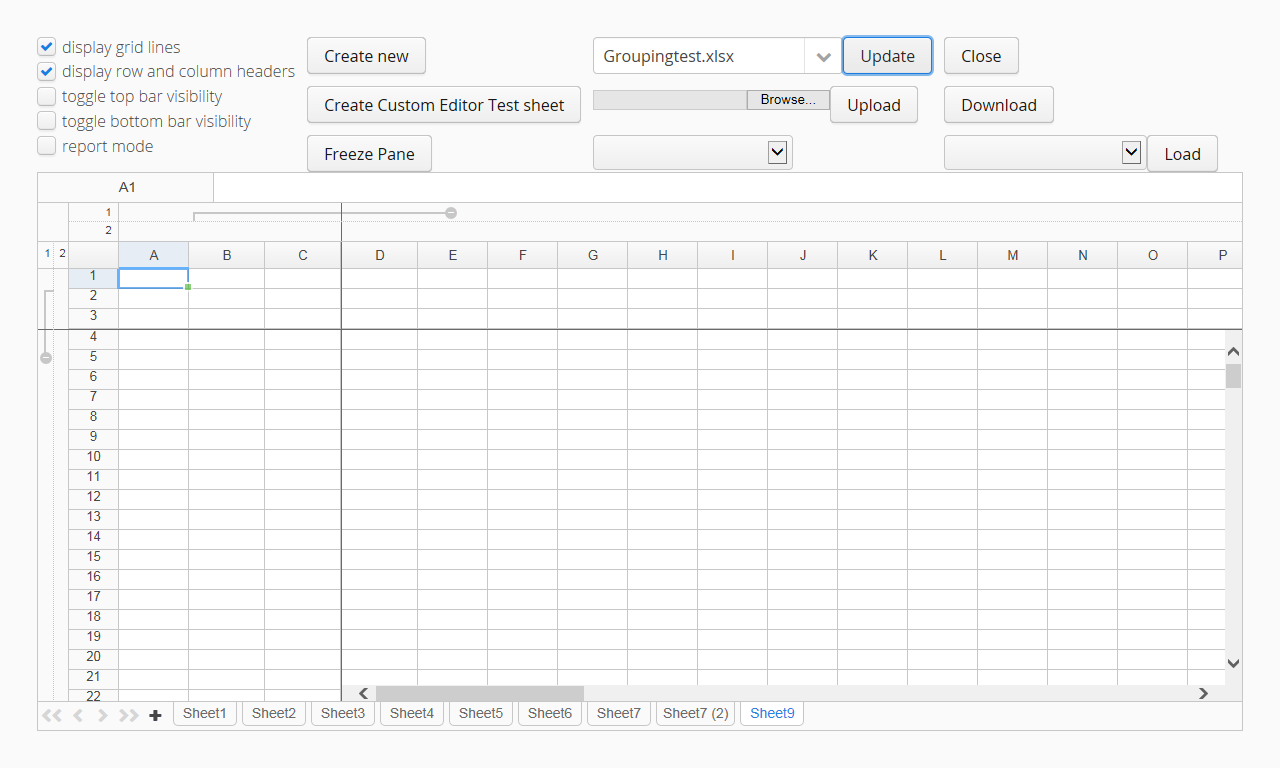 display grid lines
display row and column headers
toggle top bar visibility
toggle bottom bar visibility
report mode
Create new
Groupingtest.xlsx
Update
Close
Create Custom Editor Test sheet
Browse...
Upload
Download
Freeze Pane
Load
A1
1
2
1 2
A B C D E F G H I J K L M N O P
1
2
3
4
5
6
7
8
9
10
11
12
13
14
15
16
17
18
19
20
21
22
Sheet1 Sheet2 Sheet3 Sheet4 Sheet5 Sheet6 Sheet7 Sheet7 (2) Sheet9